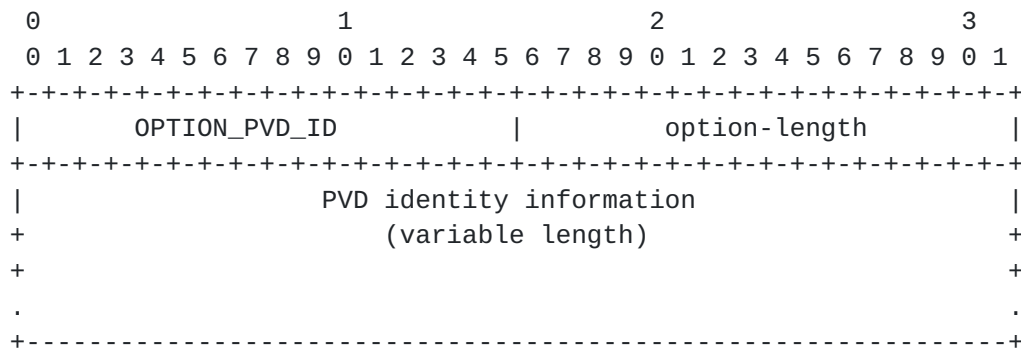 0                   1                   2                   3
 0 1 2 3 4 5 6 7 8 9 0 1 2 3 4 5 6 7 8 9 0 1 2 3 4 5 6 7 8 9 0 1
+-+-+-+-+-+-+-+-+-+-+-+-+-+-+-+-+-+-+-+-+-+-+-+-+-+-+-+-+-+-+-+-+
|       OPTION_PVD_ID           |         option-length         |
+-+-+-+-+-+-+-+-+-+-+-+-+-+-+-+-+-+-+-+-+-+-+-+-+-+-+-+-+-+-+-+-+
|                   PVD identity information                    |
+                       (variable length)                       +
+                                                               +
.                                                               .
+---------------------------------------------------------------+